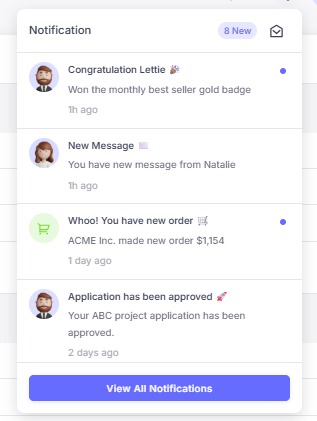 Notification
8 New
Congratulation Lettie 🎉
Won the monthly best seller gold badge
1h ago
New Message
You have new message from Natalie
1h ago
Whoo! You have new order 🛒
ACME Inc. made new order $1,154
1 day ago
Application has been approved 🚀
Your ABC project application has been
approved.
2 days ago
View All Notifications